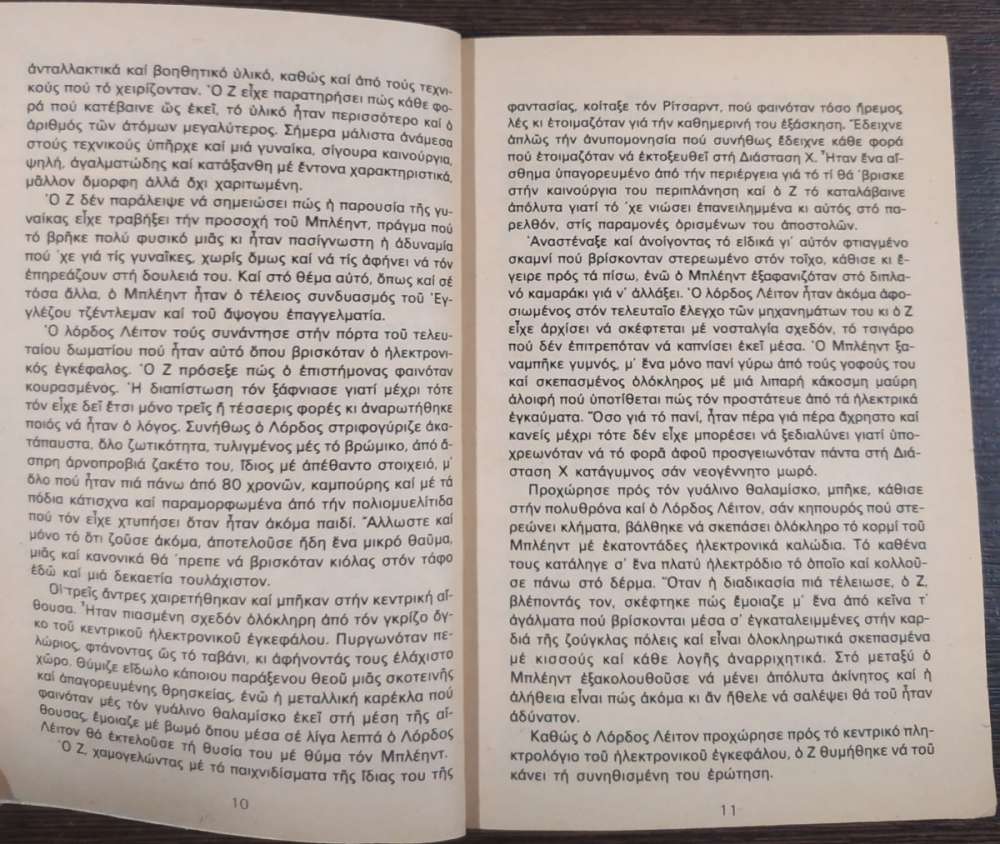 ἀνταλλακτικά καί βοηθητικό ὑλικό, καθώς καί ἀπό τούς τεχνι-
κούς πού τό χειρίζονταν. Ὁ Ζ εἶχε παρατηρήσει πώς κάθε φο-
ρά πού κατέβαινε ὥς ἐκεῖ, τό ὑλικό ἦταν περισσότερο καί ὁ
ἀριθμός τῶν ἀτόμων μεγαλύτερος. Σήμερα μάλιστα ἀνάμεσα
στούς τεχνικούς ὑπῆρχε καί μιά γυναίκα, σίγουρα καινούργια,
ψηλή, ἀγαλματώδης καί κατάξανθη μέ ἔντονα χαρακτηριστικά,
μᾶλλον ὄμορφη ἀλλά ὄχι χαριτωμένη.
Ὁ Ζ δέν παράλειψε νά σημειώσει πώς ἡ παρουσία τῆς γυ-
ναίκας εἶχε τραβήξει τήν προσοχή τοῦ Μπλέηντ, πράγμα πού
τό βρῆκε πολύ φυσικό μιᾶς κι ἦταν πασίγνωστη ἡ ἀδυναμία
πού 'χε γιά τίς γυναῖκες, χωρίς ὅμως καί νά τίς ἀφήνει νά τόν
ἐπηρεάζουν στή δουλειά του. Καί στό θέμα αὐτό, ὅπως καί σέ
τόσα ἄλλα, ὁ Μπλέηντ ἦταν ὁ τέλειος συνδυασμός τοῦ Ἐγ-
γλέζου τζέντλεμαν καί τοῦ ἄψογου ἐπαγγελματία.
Ὁ λόρδος Λέιτον τούς συνάντησε στήν πόρτα τοῦ τελευ-
ταίου δωματίου πού ἦταν αὐτό ὅπου βρισκόταν ὁ ἠλεκτρονι-
κός ἐγκέφαλος. Ὁ Ζ πρόσεξε πώς ὁ ἐπιστήμονας φαινόταν
κουρασμένος. Ἡ διαπίστωση τόν ξάφνιασε γιατί μέχρι τότε
τόν εἶχε δεῖ ἔτσι μόνο τρεῖς ἤ τέσσερις φορές κι ἀναρωτήθηκε
ποιός νά ἦταν ὁ λόγος. Συνήθως ὁ Λόρδος στριφογύριζε ἀκα-
τάπαυστα, ὅλο ζωτικότητα, τυλιγμένος μές τό βρώμικο, ἀπό ἄ-
σπρη ἀρνοπροβιά ζακέτο του, ἴδιος μέ ἀπέθαντο στοιχειό, μ'
ὅλο πού ἦταν πιά πάνω ἀπό 80 χρονῶν, καμπούρης καί μέ τά
πόδια κάτισχνα καί παραμορφωμένα ἀπό τήν πολιομυελίτιδα
πού τόν εἶχε χτυπήσει ὅταν ἦταν ἀκόμα παιδί. Ἄλλωστε καί
μόνο τό ὅτι ζοῦσε ἀκόμα, ἀποτελοῦσε ἤδη ἕνα μικρό θαῦμα,
μιᾶς καί κανονικά θά 'πρεπε νά βρισκόταν κιόλας στόν τάφο
ἐδῶ καί μιά δεκαετία τουλάχιστον.
Οἱ τρεῖς ἄντρες χαιρετήθηκαν καί μπῆκαν στήν κεντρική αἴ-
θουσα. Ἦταν πιασμένη σχεδόν ὁλόκληρη ἀπό τόν γκρίζο ὄγ-
κο τοῦ κεντρικοῦ ἠλεκτρονικοῦ ἐγκεφάλου. Πυργωνόταν πε-
λώριος, φτάνοντας ὥς τό ταβάνι, κι ἀφήνοντάς τους ἐλάχιστο
χῶρο, θύμιζε εἴδωλο κάποιου παράξενου θεοῦ μιᾶς σκοτεινῆς
καί ἀπαγορευμένης θρησκείας, ἐνῶ ἡ μεταλλική καρέκλα πού
φαινόταν μές τόν γυάλινο θαλαμίσκο ἐκεῖ στή μέση τῆς αἴ-
θουσας, ἔμοιαζε μέ βωμό ὅπου μέσα σέ λίγα λεπτά ὁ Λόρδος
Λέιτον θά ἐκτελοῦσε τή θυσία του μέ θύμα τόν Μπλέηντ.
Ὁ Ζ, χαμογελώντας μέ τά παιχνιδίσματα τῆς ἴδιας του τῆς
10
φαντασίας, κοίταξε τόν Ρίτσαρντ, πού φαινόταν τόσο ἤρεμος
λές κι ἑτοιμαζόταν γιά τήν καθημερινή του ἐξάσκηση. Ἔδειχνε
ἁπλῶς τήν ἀνυπομονησία πού συνήθως ἔδειχνε κάθε φορά
πού ἑτοιμαζόταν νά ἐκτοξευθεῖ στή Διάσταση Χ. Ἦταν ἕνα αἴ-
σθημα ὑπαγορευμένο ἀπό τήν περιέργεια γιά τό τί θά 'βρισκε
στήν καινούργια του περιπλάνηση καί ὁ Ζ τό καταλάβαινε
ἀπόλυτα γιατί τό 'χε νιώσει ἐπανειλημμένα κι αὐτός στό πα-
ρελθόν, στίς παραμονές ὁρισμένων του ἀποστολῶν.
Ἀναστέναξε καί ἀνοίγοντας τό εἰδικά γι' αὐτόν φτιαγμένο
σκαμνί πού βρίσκονταν στερεωμένο στόν τοῖχο, κάθισε κι ἔ-
γειρε πρός τά πίσω, ἐνῶ ὁ Μπλέηντ ἐξαφανιζόταν στό διπλα-
νό καμαράκι γιά ν' ἀλλάξει. Ὁ λόρδος Λέιτον ἦταν ἀκόμα ἀφο-
σιωμένος στόν τελευταῖο ἔλεγχο τῶν μηχανημάτων του κι ὁ Ζ
εἶχε ἀρχίσει νά σκέφτεται μέ νοσταλγία σχεδόν, τό τσιγάρο
πού δέν ἐπιτρεπόταν νά καπνίσει ἐκεῖ μέσα. Ὁ Μπλέηντ ξα-
ναμπῆκε γυμνός, μ' ἕνα μόνο πανί γύρω ἀπό τούς γοφούς του
καί σκεπασμένος ὁλόκληρος μέ μιά λιπαρή κάκοσμη μαύρη
ἀλοιφή πού ὑποτίθεται πώς τόν προστάτευε ἀπό τά ἠλεκτρικά
ἐγκαύματα. Ὅσο γιά τό πανί, ἦταν πέρα γιά πέρα ἄχρηστο καί
κανείς μέχρι τότε δέν εἶχε μπορέσει νά ξεδιαλύνει γιατί ὑπο-
χρεωνόταν νά τό φορᾶ ἀφοῦ προσγειωνόταν πάντα στή Διά-
σταση Χ κατάγυμνος σάν νεογέννητο μωρό.
Προχώρησε πρός τόν γυάλινο θαλαμίσκο, μπῆκε, κάθισε
στήν πολυθρόνα καί ὁ Λόρδος Λέιτον, σάν κηπουρός πού στε-
ρεώνει κλήματα, βάλθηκε νά σκεπάσει ὁλόκληρο τό κορμί τοῦ
Μπλέηντ μέ ἑκατοντάδες ἠλεκτρονικά καλώδια. Τό καθένα
τους κατάληγε σ' ἕνα πλατύ ἠλεκτρόδιο τό ὁποῖο καί κολλοῦ-
σε πάνω στό δέρμα. Ὅταν ἡ διαδικασία πιά τέλειωσε, ὁ Ζ,
βλέποντάς τον, σκέφτηκε πώς ἔμοιαζε μ' ἕνα ἀπό κεῖνα τ'
ἀγάλματα πού βρίσκονται μέσα σ' ἐγκαταλειμμένες στήν καρ-
διά τῆς ζούγκλας πόλεις καί εἶναι ὁλοκληρωτικά σκεπασμένα
μέ κισσούς καί κάθε λογῆς ἀναρριχητικά. Στό μεταξύ ὁ
Μπλέηντ ἐξακολουθοῦσε νά μένει ἀπόλυτα ἀκίνητος καί ἡ
ἀλήθεια εἶναι πώς ἀκόμα κι ἄν ἤθελε νά σαλέψει θά τοῦ ἦταν
ἀδύνατον.
Καθώς ὁ Λόρδος Λέιτον προχώρησε πρός τό κεντρικό πλη-
κτρολόγιο τοῦ ἠλεκτρονικοῦ ἐγκεφάλου, ὁ Ζ θυμήθηκε νά τοῦ
κάνει τή συνηθισμένη του ἐρώτηση.
11